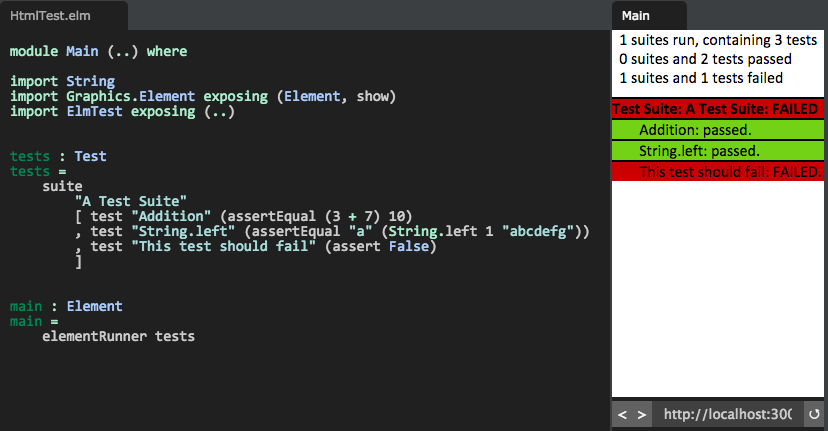 HtmlTest.elm
module Main (..) where
import String
import Graphics.Element exposing (Element, show)
import ElmTest exposing (..)
tests : Test
tests =
    suite
        "A Test Suite"
        [ test "Addition" (assertEqual (3 + 7) 10)
        , test "String.left" (assertEqual "a" (String.left 1 "abcdefg"))
        , test "This test should fail" (assert False)
        ]
main : Element
main =
    elementRunner tests
Main
1 suites run, containing 3 tests
0 suites and 2 tests passed
1 suites and 1 tests failed
Test Suite: A Test Suite: FAILED
Addition: passed.
String.left: passed.
This test should fail: FAILED.
< > http://localhost:300